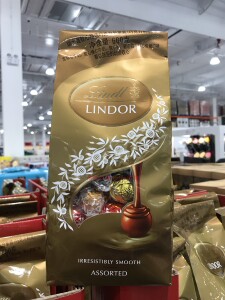 Lindt
LINDOR
IRRESISTIBLY SMOOTH
ASSORTED